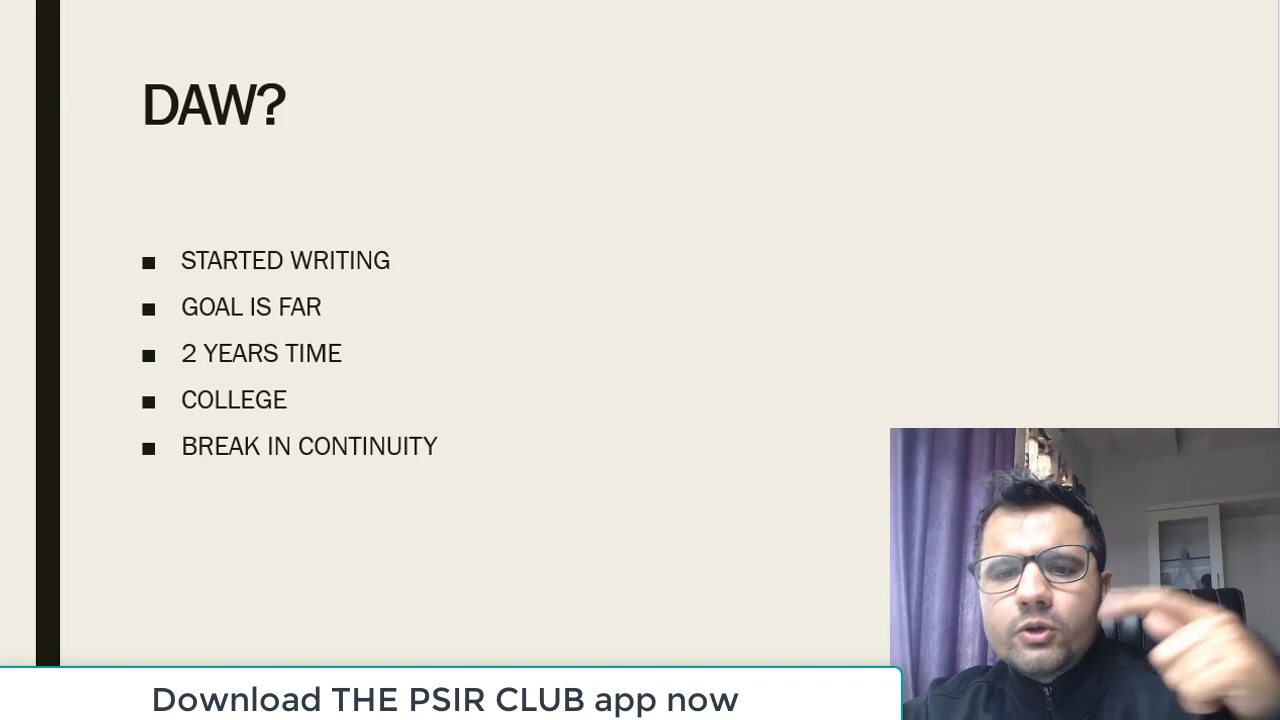 DAW?
STARTED WRITING
GOAL IS FAR
2 YEARS TIME
COLLEGE
BREAK IN CONTINUITY
Download THE PSIR CLUB app now